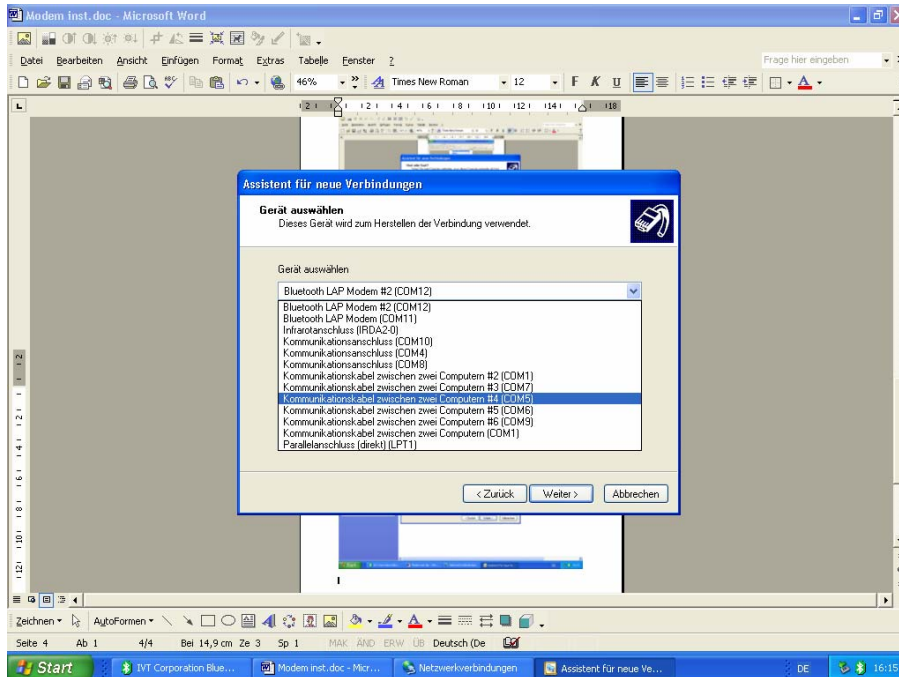 Modem inst.doc - Microsoft Word
Datei Bearbeiten Ansicht Einfügen Format Extras Tabelle Fenster ?
Frage hier eingeben
46% Times New Roman 12 F K U
Assistent für neue Verbindungen
Gerät auswählen
Dieses Gerät wird zum Herstellen der Verbindung verwendet.
Gerät auswählen
Bluetooth LAP Modem #2 (COM12)
Bluetooth LAP Modem #2 (COM12)
Bluetooth LAP Modem (COM11)
Infrarotanschluss (IRDA2-0)
Kommunikationsanschluss (COM10)
Kommunikationsanschluss (COM4)
Kommunikationsanschluss (COM8)
Kommunikationskabel zwischen zwei Computern #2 (COM1)
Kommunikationskabel zwischen zwei Computern #3 (COM7)
Kommunikationskabel zwischen zwei Computern #4 (COM5)
Kommunikationskabel zwischen zwei Computern #5 (COM6)
Kommunikationskabel zwischen zwei Computern #6 (COM9)
Kommunikationskabel zwischen zwei Computern (COM1)
Parallelanschluss (direkt) (LPT1)
< Zurück Weiter > Abbrechen
Zeichnen AutoFormen
Seite 4 Ab 1 4/4 Bei 14,9 cm Ze 3 Sp 1 MAK ÄND ERW ÜB Deutsch (De
Start IVT Corporation Blue... Modem inst.doc - Micr... Netzwerkverbindungen Assistent für neue Ve... DE 16:15